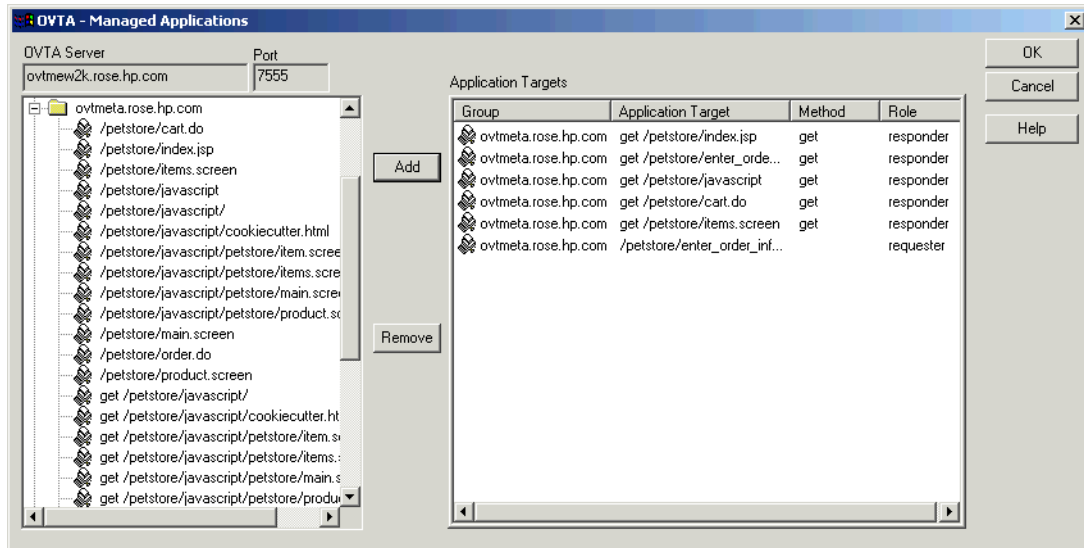 OVTA - Managed Applications
OVTA Server
Port
ovtmew2k.rose.hp.com
7555
OK
Cancel
Help
ovtmeta.rose.hp.com
/petstore/cart.do
/petstore/index.jsp
/petstore/items.screen
/petstore/javascript
/petstore/javascript/
/petstore/javascript/cookiecutter.html
/petstore/javascript/petstore/item.scree
/petstore/javascript/petstore/items.scre
/petstore/javascript/petstore/main.scree
/petstore/javascript/petstore/product.sc
/petstore/main.screen
/petstore/order.do
/petstore/product.screen
get /petstore/javascript/
get /petstore/javascript/cookiecutter.ht
get /petstore/javascript/petstore/item.s
get /petstore/javascript/petstore/items.
get /petstore/javascript/petstore/main.s
get /petstore/javascript/petstore/produ
Add
Remove
Application Targets
Group Application Target Method Role
ovtmeta.rose.hp.com get /petstore/index.jsp get responder
ovtmeta.rose.hp.com get /petstore/enter_orde... get responder
ovtmeta.rose.hp.com get /petstore/javascript get responder
ovtmeta.rose.hp.com get /petstore/cart.do get responder
ovtmeta.rose.hp.com get /petstore/items.screen get responder
ovtmeta.rose.hp.com /petstore/enter_order_inf... requester